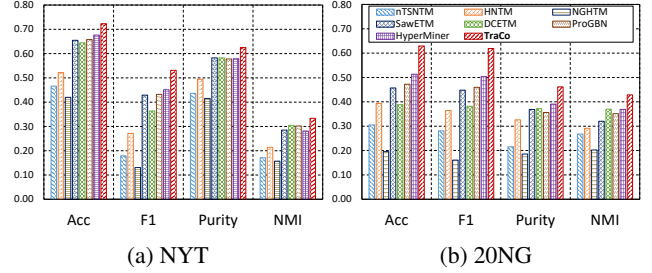 0.80
0.70
0.60
0.50
0.40
0.30
0.20
0.10
0.00
Acc F1 Purity NMI
(a) NYT
0.80
0.70
0.60
0.50
0.40
0.30
0.20
0.10
0.00
nTSNTM HNTM NGHTM
SawETM DCETM ProGBN
HyperMiner TraCo
Acc F1 Purity NMI
(b) 20NG